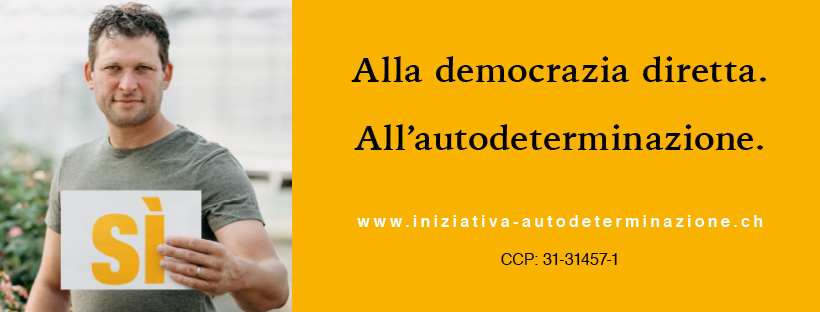 SÌ
Alla democrazia diretta.
All’autodeterminazione.
www.iniziativa-autodeterminazione.ch
CCP: 31-31457-1